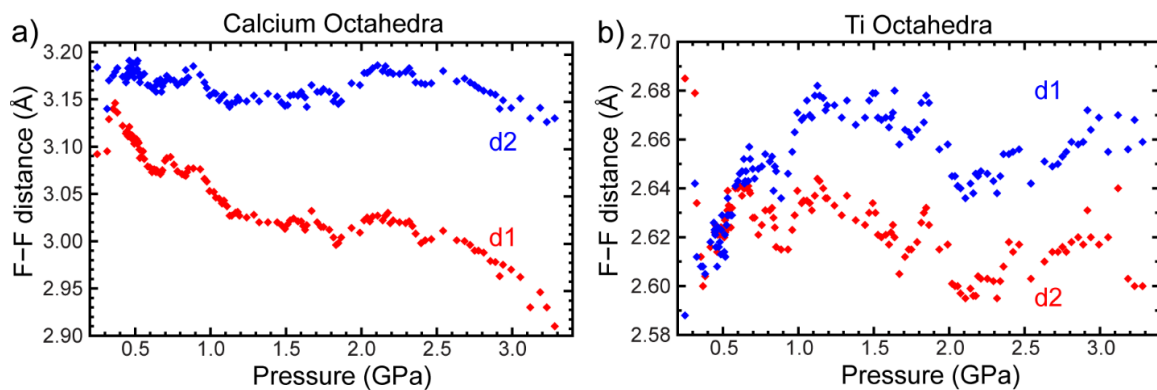 a)
Calcium Octahedra
F−F distance (Å)
3.20
3.15
3.10
3.05
3.00
2.95
2.90
d2
d1
0.5 1.0 1.5 2.0 2.5 3.0
Pressure (GPa)
b)
Ti Octahedra
F−F distance (Å)
2.70
2.68
2.66
2.64
2.62
2.60
2.58
d1
d2
0.5 1.0 1.5 2.0 2.5 3.0
Pressure (GPa)